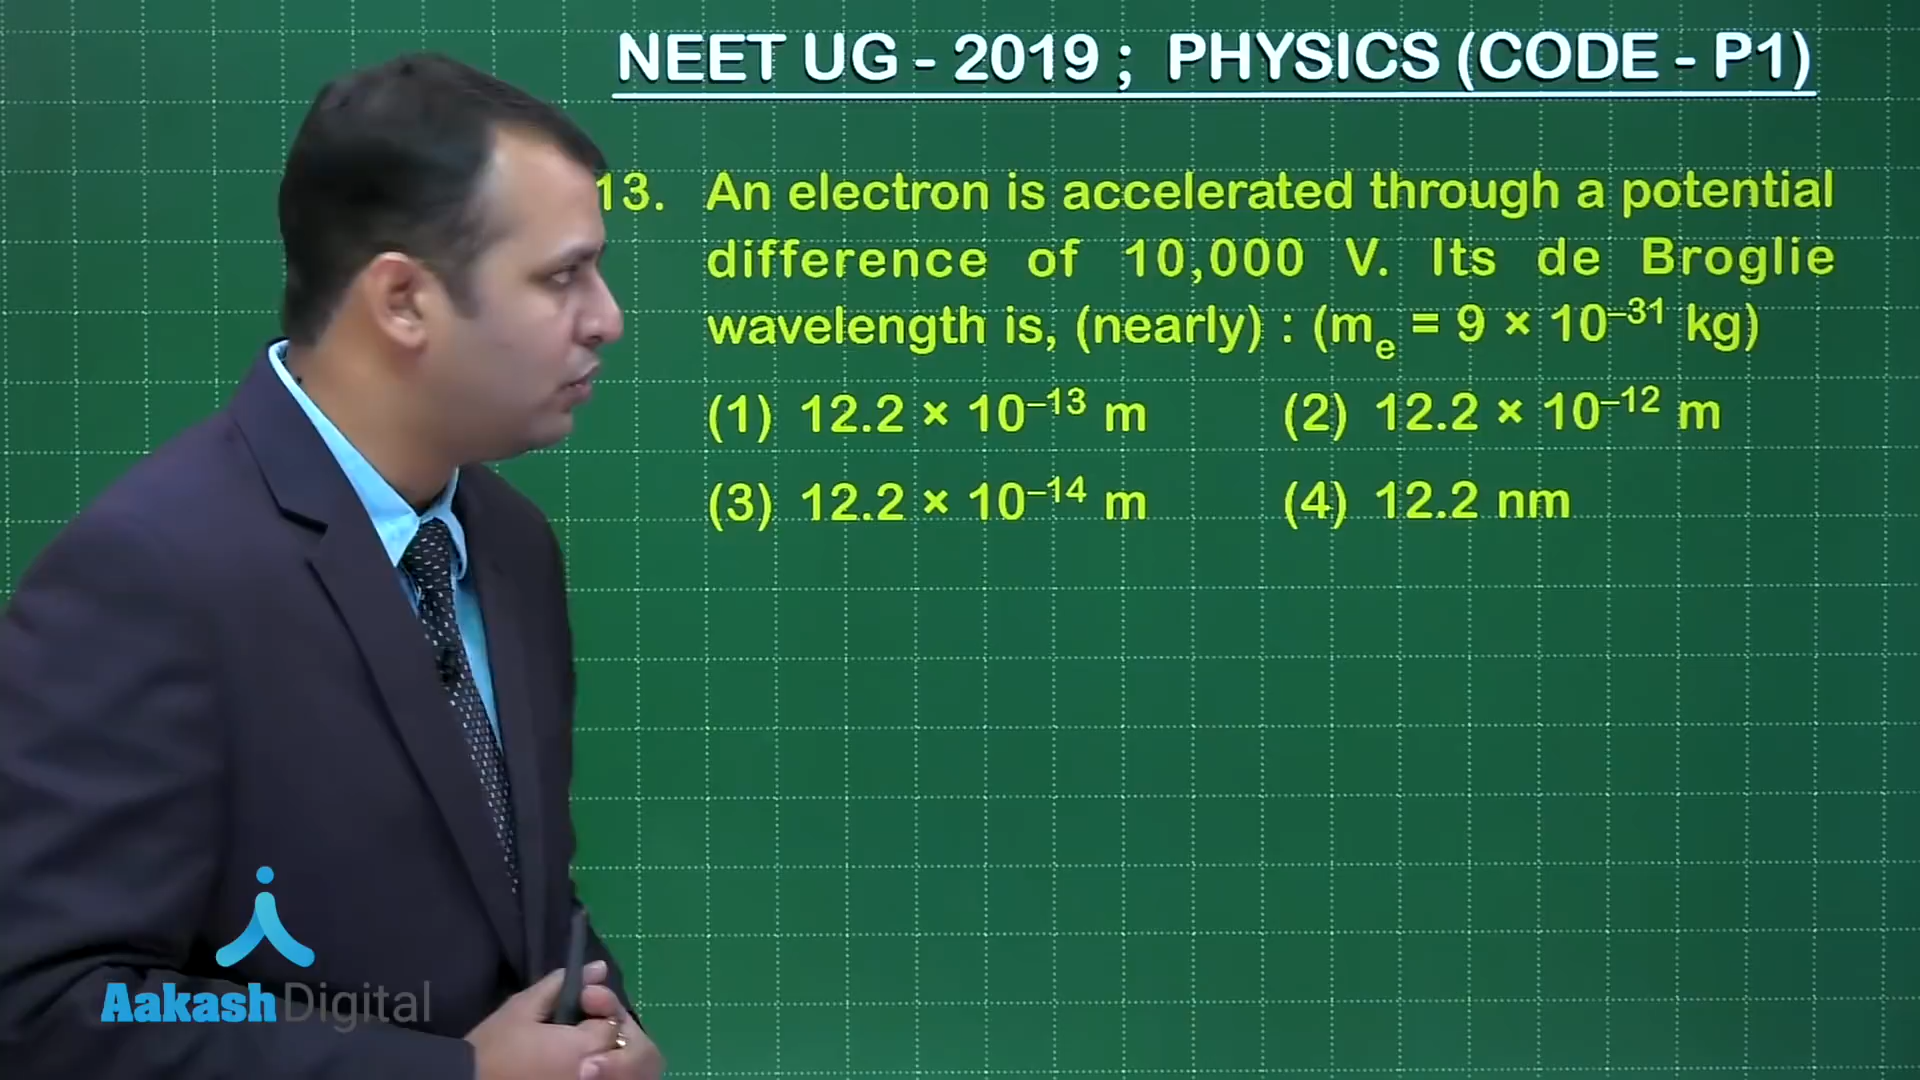 NEET UG - 2019 ; PHYSICS (CODE - P1)
13. An electron is accelerated through a potential
difference of 10,000 V. Its de Broglie
wavelength is, (nearly) : (mₑ = 9 × 10⁻³¹ kg)
(1) 12.2 × 10⁻¹³ m (2) 12.2 × 10⁻¹² m
(3) 12.2 × 10⁻¹⁴ m (4) 12.2 nm
Aakash Digital